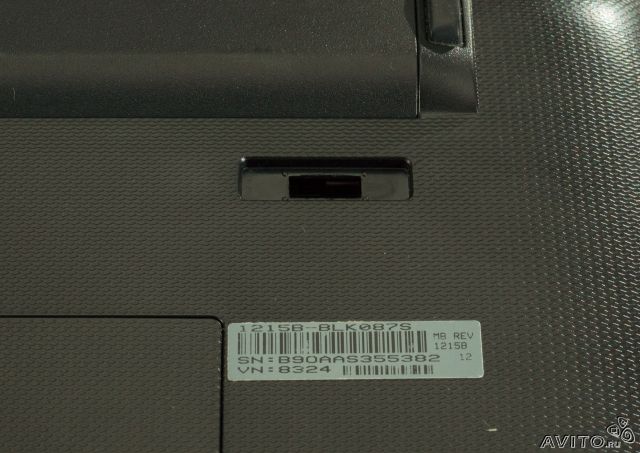 1215B-BLK087S
MB REV
1215B
SN:B90AAS355382
12
VN:8324
AVITO.ru